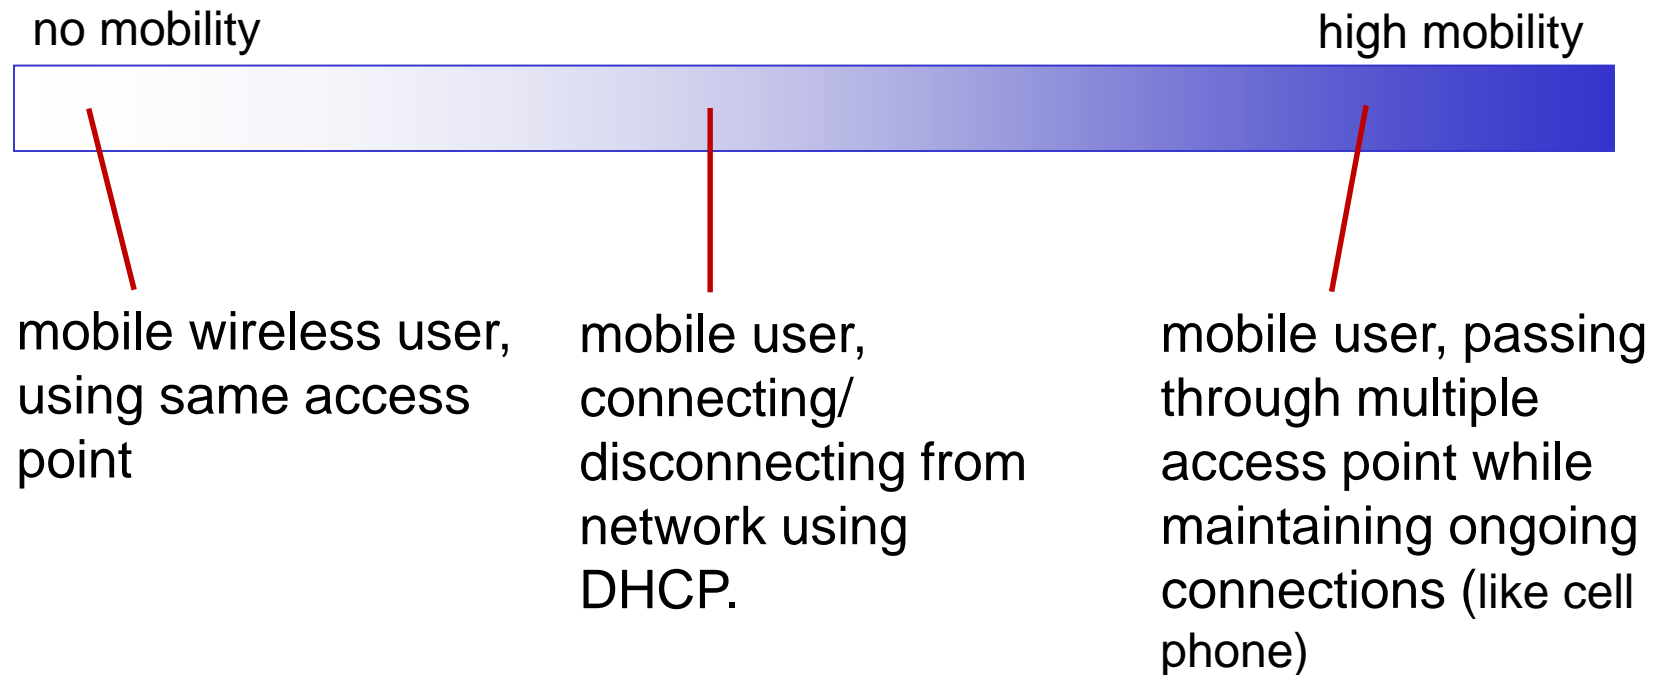 no mobility
high mobility
mobile wireless user,
using same access
point
mobile user,
connecting/
disconnecting from
network using
DHCP.
mobile user, passing
through multiple
access point while
maintaining ongoing
connections (like cell
phone)